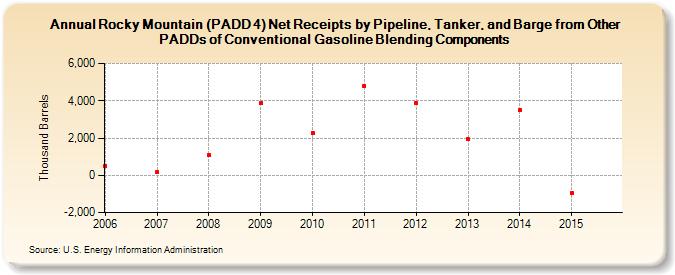 Annual Rocky Mountain (PADD 4) Net Receipts by Pipeline, Tanker, and Barge from Other
PADDs of Conventional Gasoline Blending Components
Thousand Barrels
6,000
4,000
2,000
0
-2,000
2006 2007 2008 2009 2010 2011 2012 2013 2014 2015
Source: U.S. Energy Information Administration